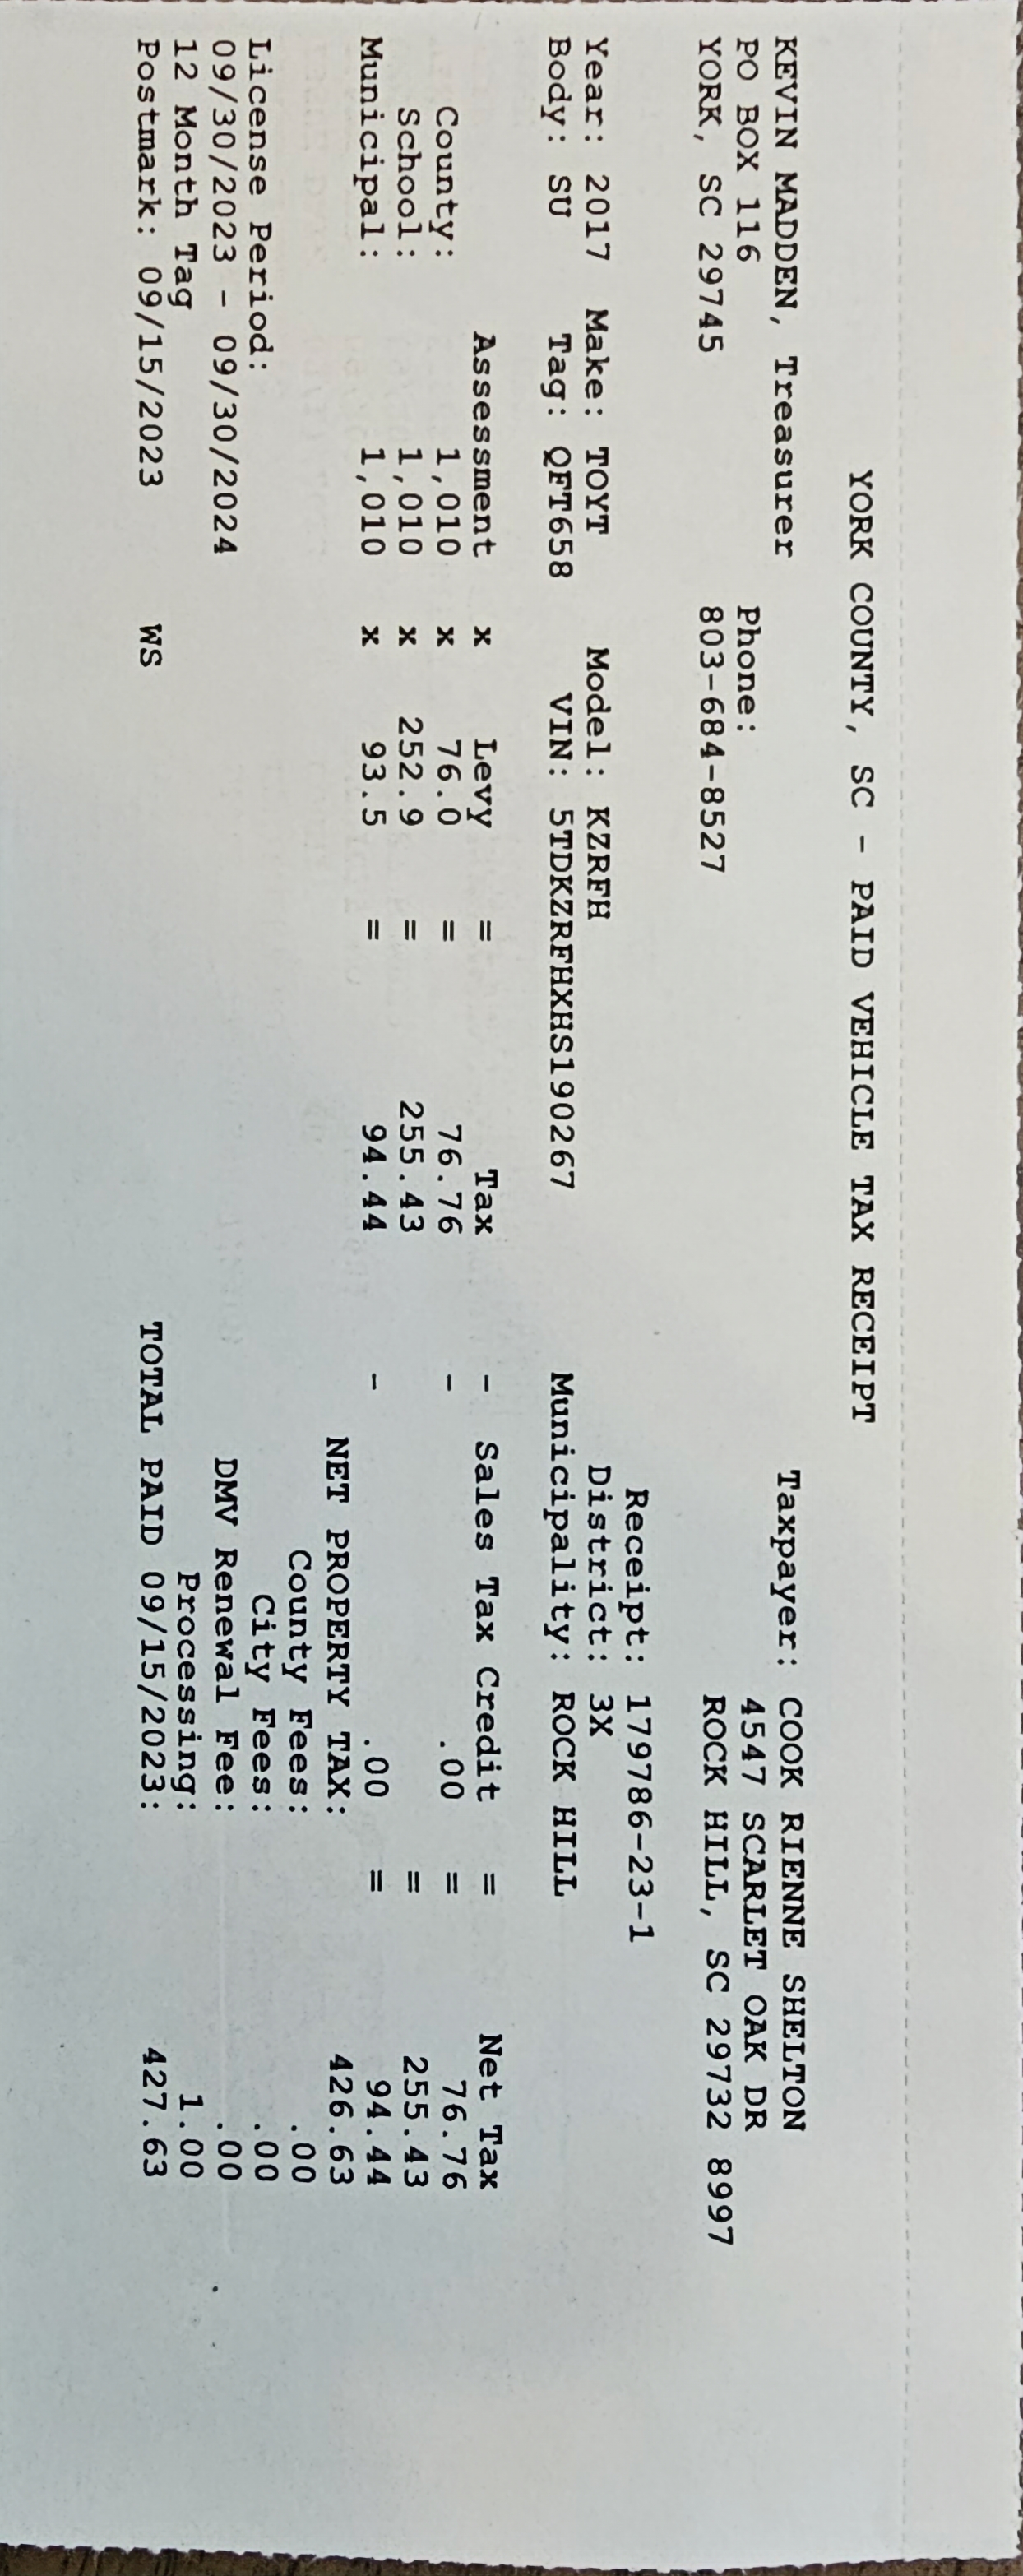 YORK COUNTY, SC - PAID VEHICLE TAX RECEIPT
KEVIN MADDEN, Treasurer Taxpayer: COOK RIENNE SHELTON
PO BOX 116 Phone: 4547 SCARLET OAK DR
YORK, SC 29745 803-684-8527 ROCK HILL, SC 29732 8997
Receipt: 179786-23-1
Year: 2017 Make: TOYT Model: KZRFH District: 3X
Body: SU Tag: QFT658 VIN: 5TDKZRFHXHS190267 Municipality: ROCK HILL
Assessment x Levy = Tax - Sales Tax Credit = Net Tax
County: 1,010 x 76.0 = 76.76 - .00 = 76.76
School: 1,010 x 252.9 = 255.43 = 255.43
Municipal: 1,010 x 93.5 = 94.44 - .00 = 94.44
NET PROPERTY TAX: 426.63
County Fees: .00
License Period: City Fees: .00
09/30/2023 - 09/30/2024 DMV Renewal Fee: .00
12 Month Tag Processing: 1.00
Postmark: 09/15/2023 WS TOTAL PAID 09/15/2023: 427.63